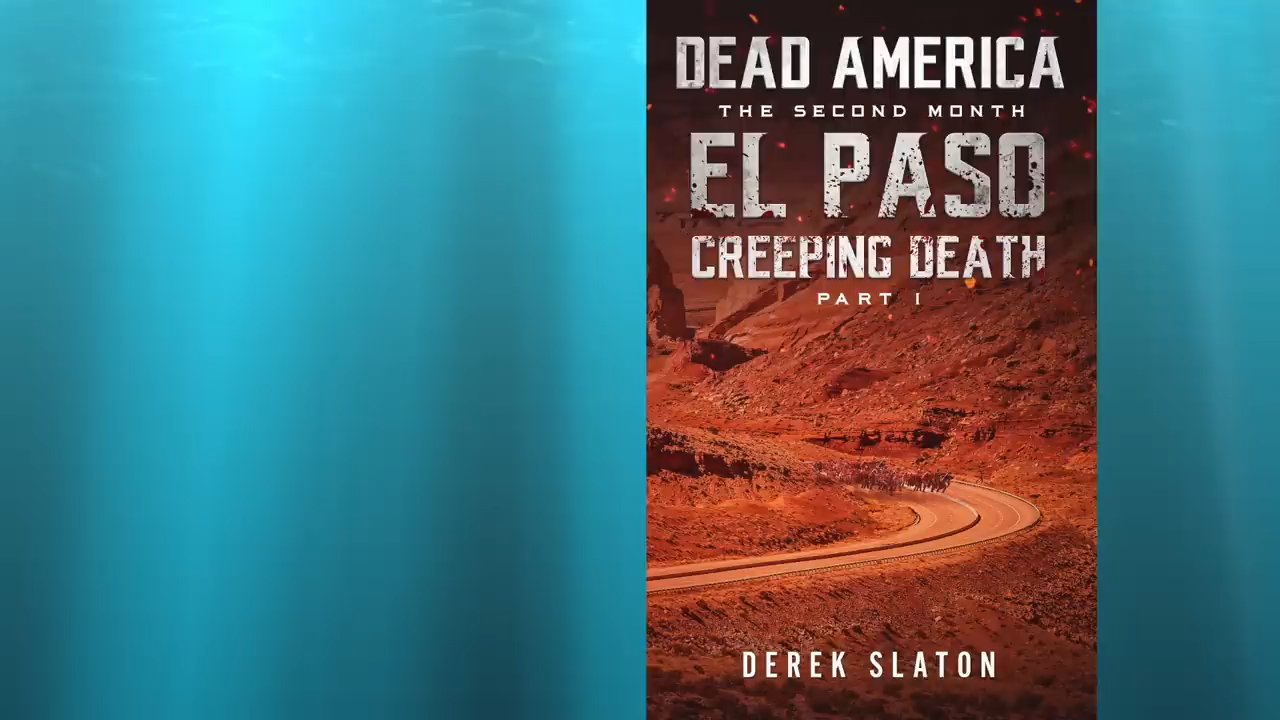 DEAD AMERICA
THE SECOND MONTH
EL PASO
CREEPING DEATH
PART I
DEREK SLATON